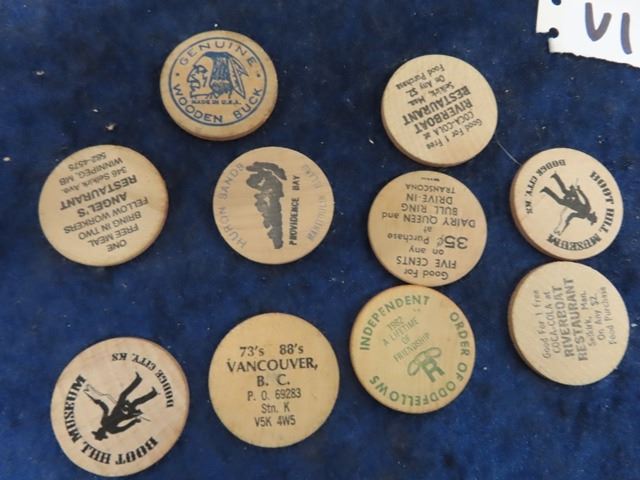 GENUINE
WOODEN BUCK
MADE IN U.S.A.
Good For 1 Free
COCA-COLA at
RIVERBOAT
RESTAURANT
Selkirk, Man.
On Any $2.
Food Purchase
V1
ONE
FREE MEAL
BRING IN TWO
FELLOW WORKERS
ANGEL'S
RESTAURANT
346 Selkirk Ave.
WINNIPEG, MB
582-4575
HURON SANDS
PROVIDENCE BAY
MANITOULIN
Good For
FIVE CENTS
on any
35¢ Purchase
at
DAIRY QUEEN and
BULL RING
DRIVE-IN
TRANSCONA
BOOT HILL MUSEUM
DODGE CITY, KS
Good For 1 Free
COCA-COLA at
RIVERBOAT
RESTAURANT
Selkirk, Man.
On Any $2.
Food Purchase
BOOT HILL MUSEUM
DODGE CITY, KS
73's 88's
VANCOUVER,
B. C.
P. O. 69283
Stn. K
V5K 4W5
INDEPENDENT ORDER OF ODDFELLOWS
1982
A LIFETIME
OF
FRIENDSHIP
R